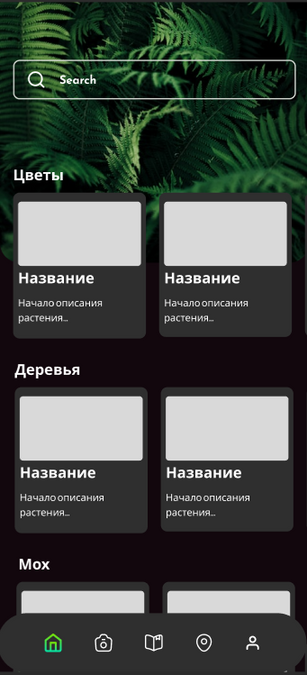 Search
Цветы
Название
Начало описания
растения...
Название
Начало описания
растения...
Деревья
Название
Начало описания
растения...
Название
Начало описания
растения...
Мох